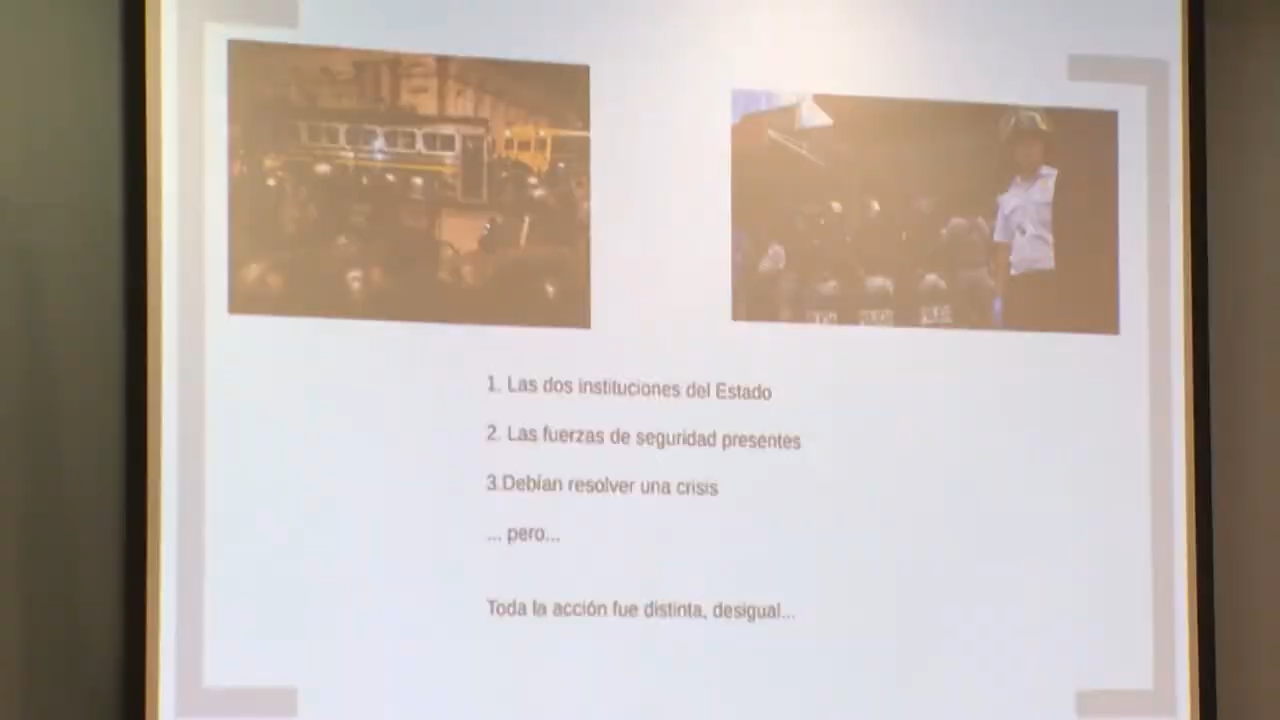 1. Las dos instituciones del Estado
2. Las fuerzas de seguridad presentes
3.Debían resolver una crisis
... pero...
Toda la acción fue distinta, desigual...